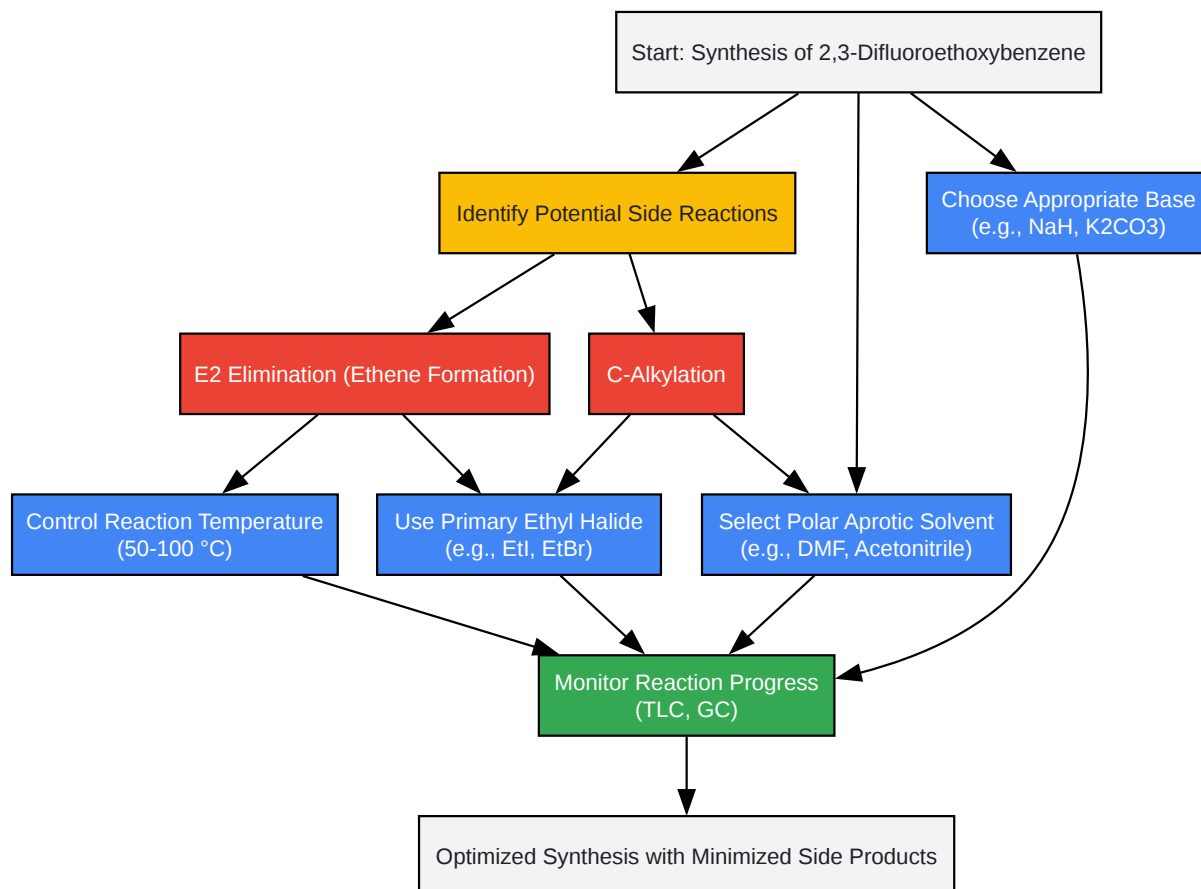 Start: Synthesis of 2,3-Difluoroethoxybenzene
Identify Potential Side Reactions
Choose Appropriate Base
(e.g., NaH, K2CO3)
E2 Elimination (Ethene Formation)
C-Alkylation
Control Reaction Temperature
(50-100 °C)
Use Primary Ethyl Halide
(e.g., EtI, EtBr)
Select Polar Aprotic Solvent
(e.g., DMF, Acetonitrile)
Monitor Reaction Progress
(TLC, GC)
Optimized Synthesis with Minimized Side Products